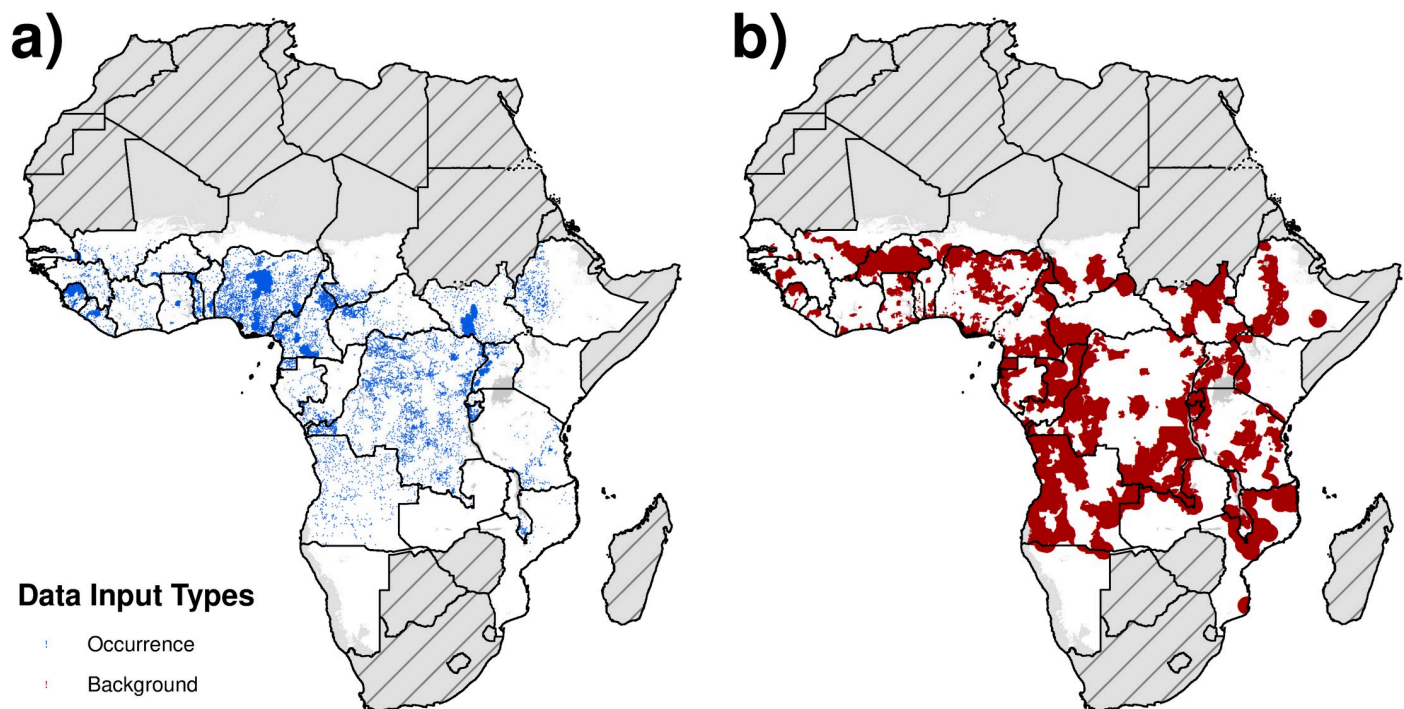 a)
b)
Data Input Types
! Occurrence
! Background